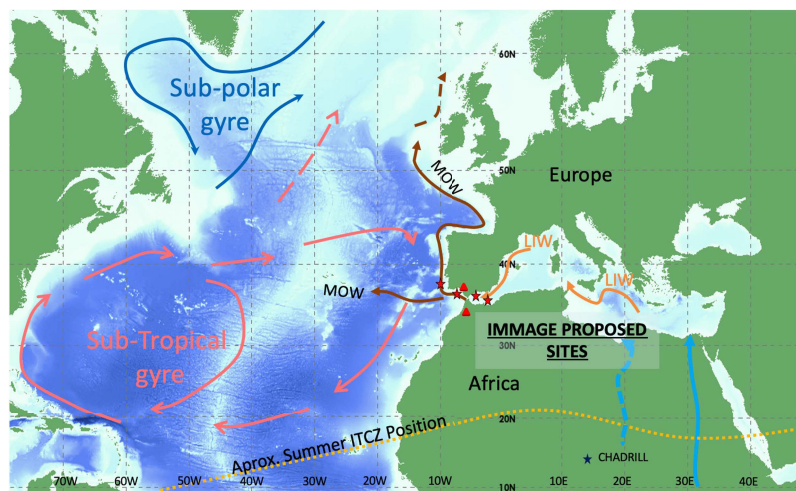 60N
Sub-polar
gyre
MOW
Europe
50N
LIW
40N
LIW
MOW
IMMAGE PROPOSED
SITES
Sub-Tropical
gyre
30N
Africa
20N
Aprox. Summer ITCZ Position
CHADRILL
70W 60W 50W 40W 30W 20W 10W 0E 10E 20E 30E 40E
10N